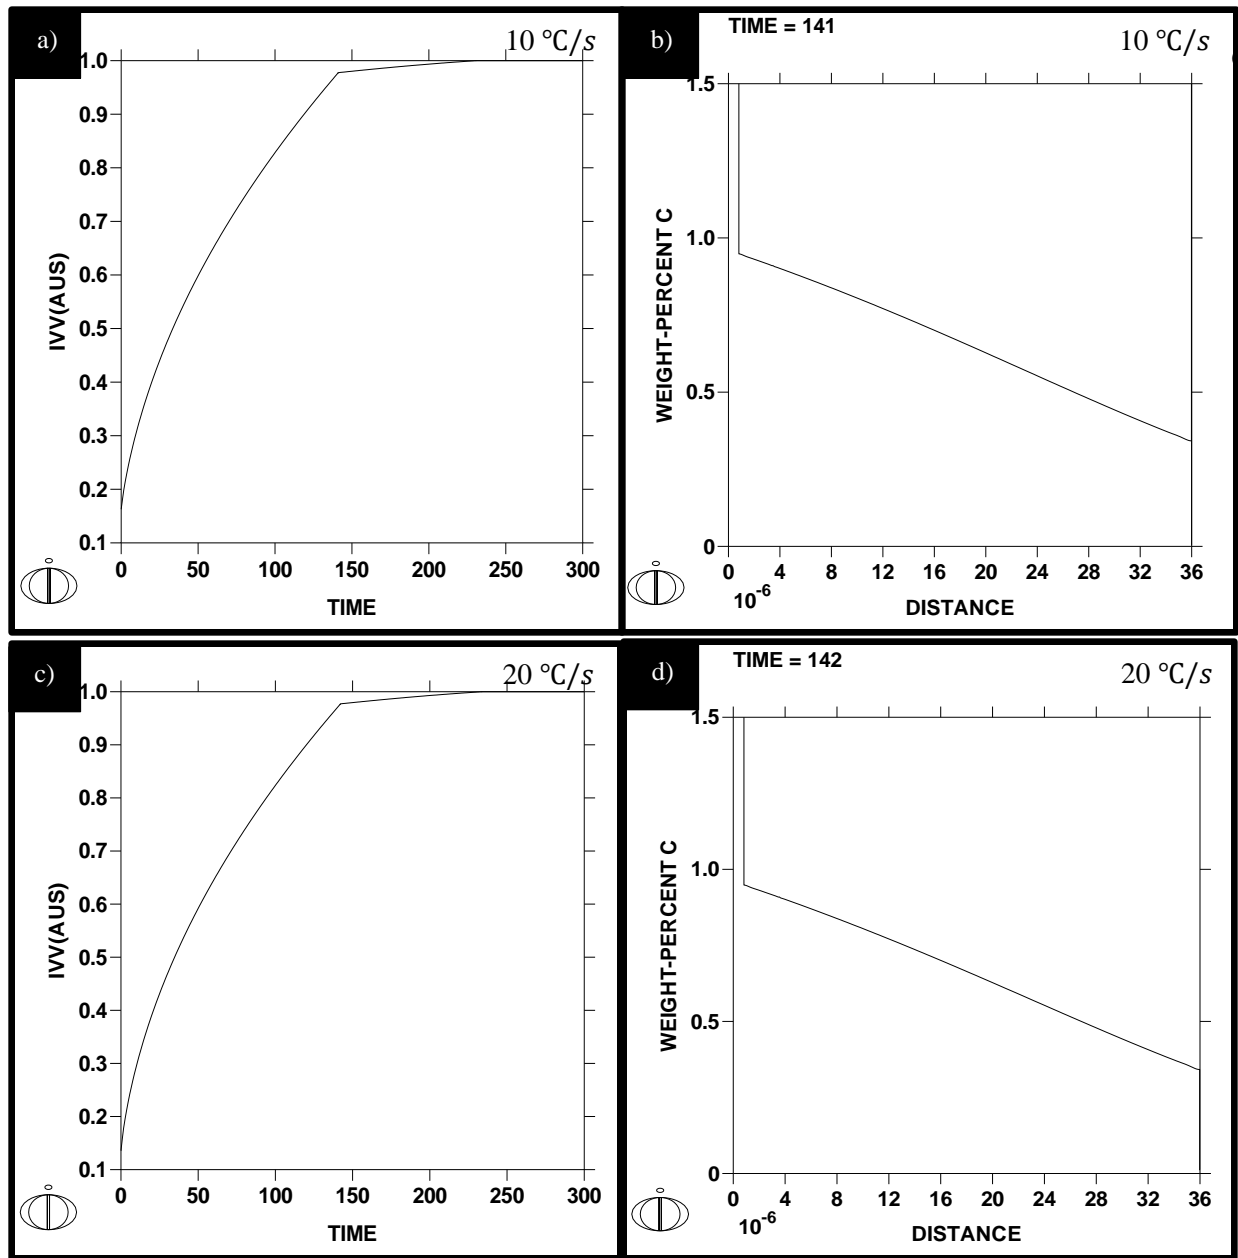 a)
10 °C/s
1.0
0.9
0.8
0.7
0.6
0.5
0.4
0.3
0.2
0.1
IVV(AUS)
0 50 100 150 200 250 300
TIME
b)
TIME = 141
10 °C/s
1.5
1.0
0.5
0
WEIGHT-PERCENT C
0 4 8 12 16 20 24 28 32 36
10-6
DISTANCE
c)
20 °C/s
1.0
0.9
0.8
0.7
0.6
0.5
0.4
0.3
0.2
0.1
IVV(AUS)
0 50 100 150 200 250 300
TIME
d)
TIME = 142
20 °C/s
1.5
1.0
0.5
0
WEIGHT-PERCENT C
0 4 8 12 16 20 24 28 32 36
10-6
DISTANCE